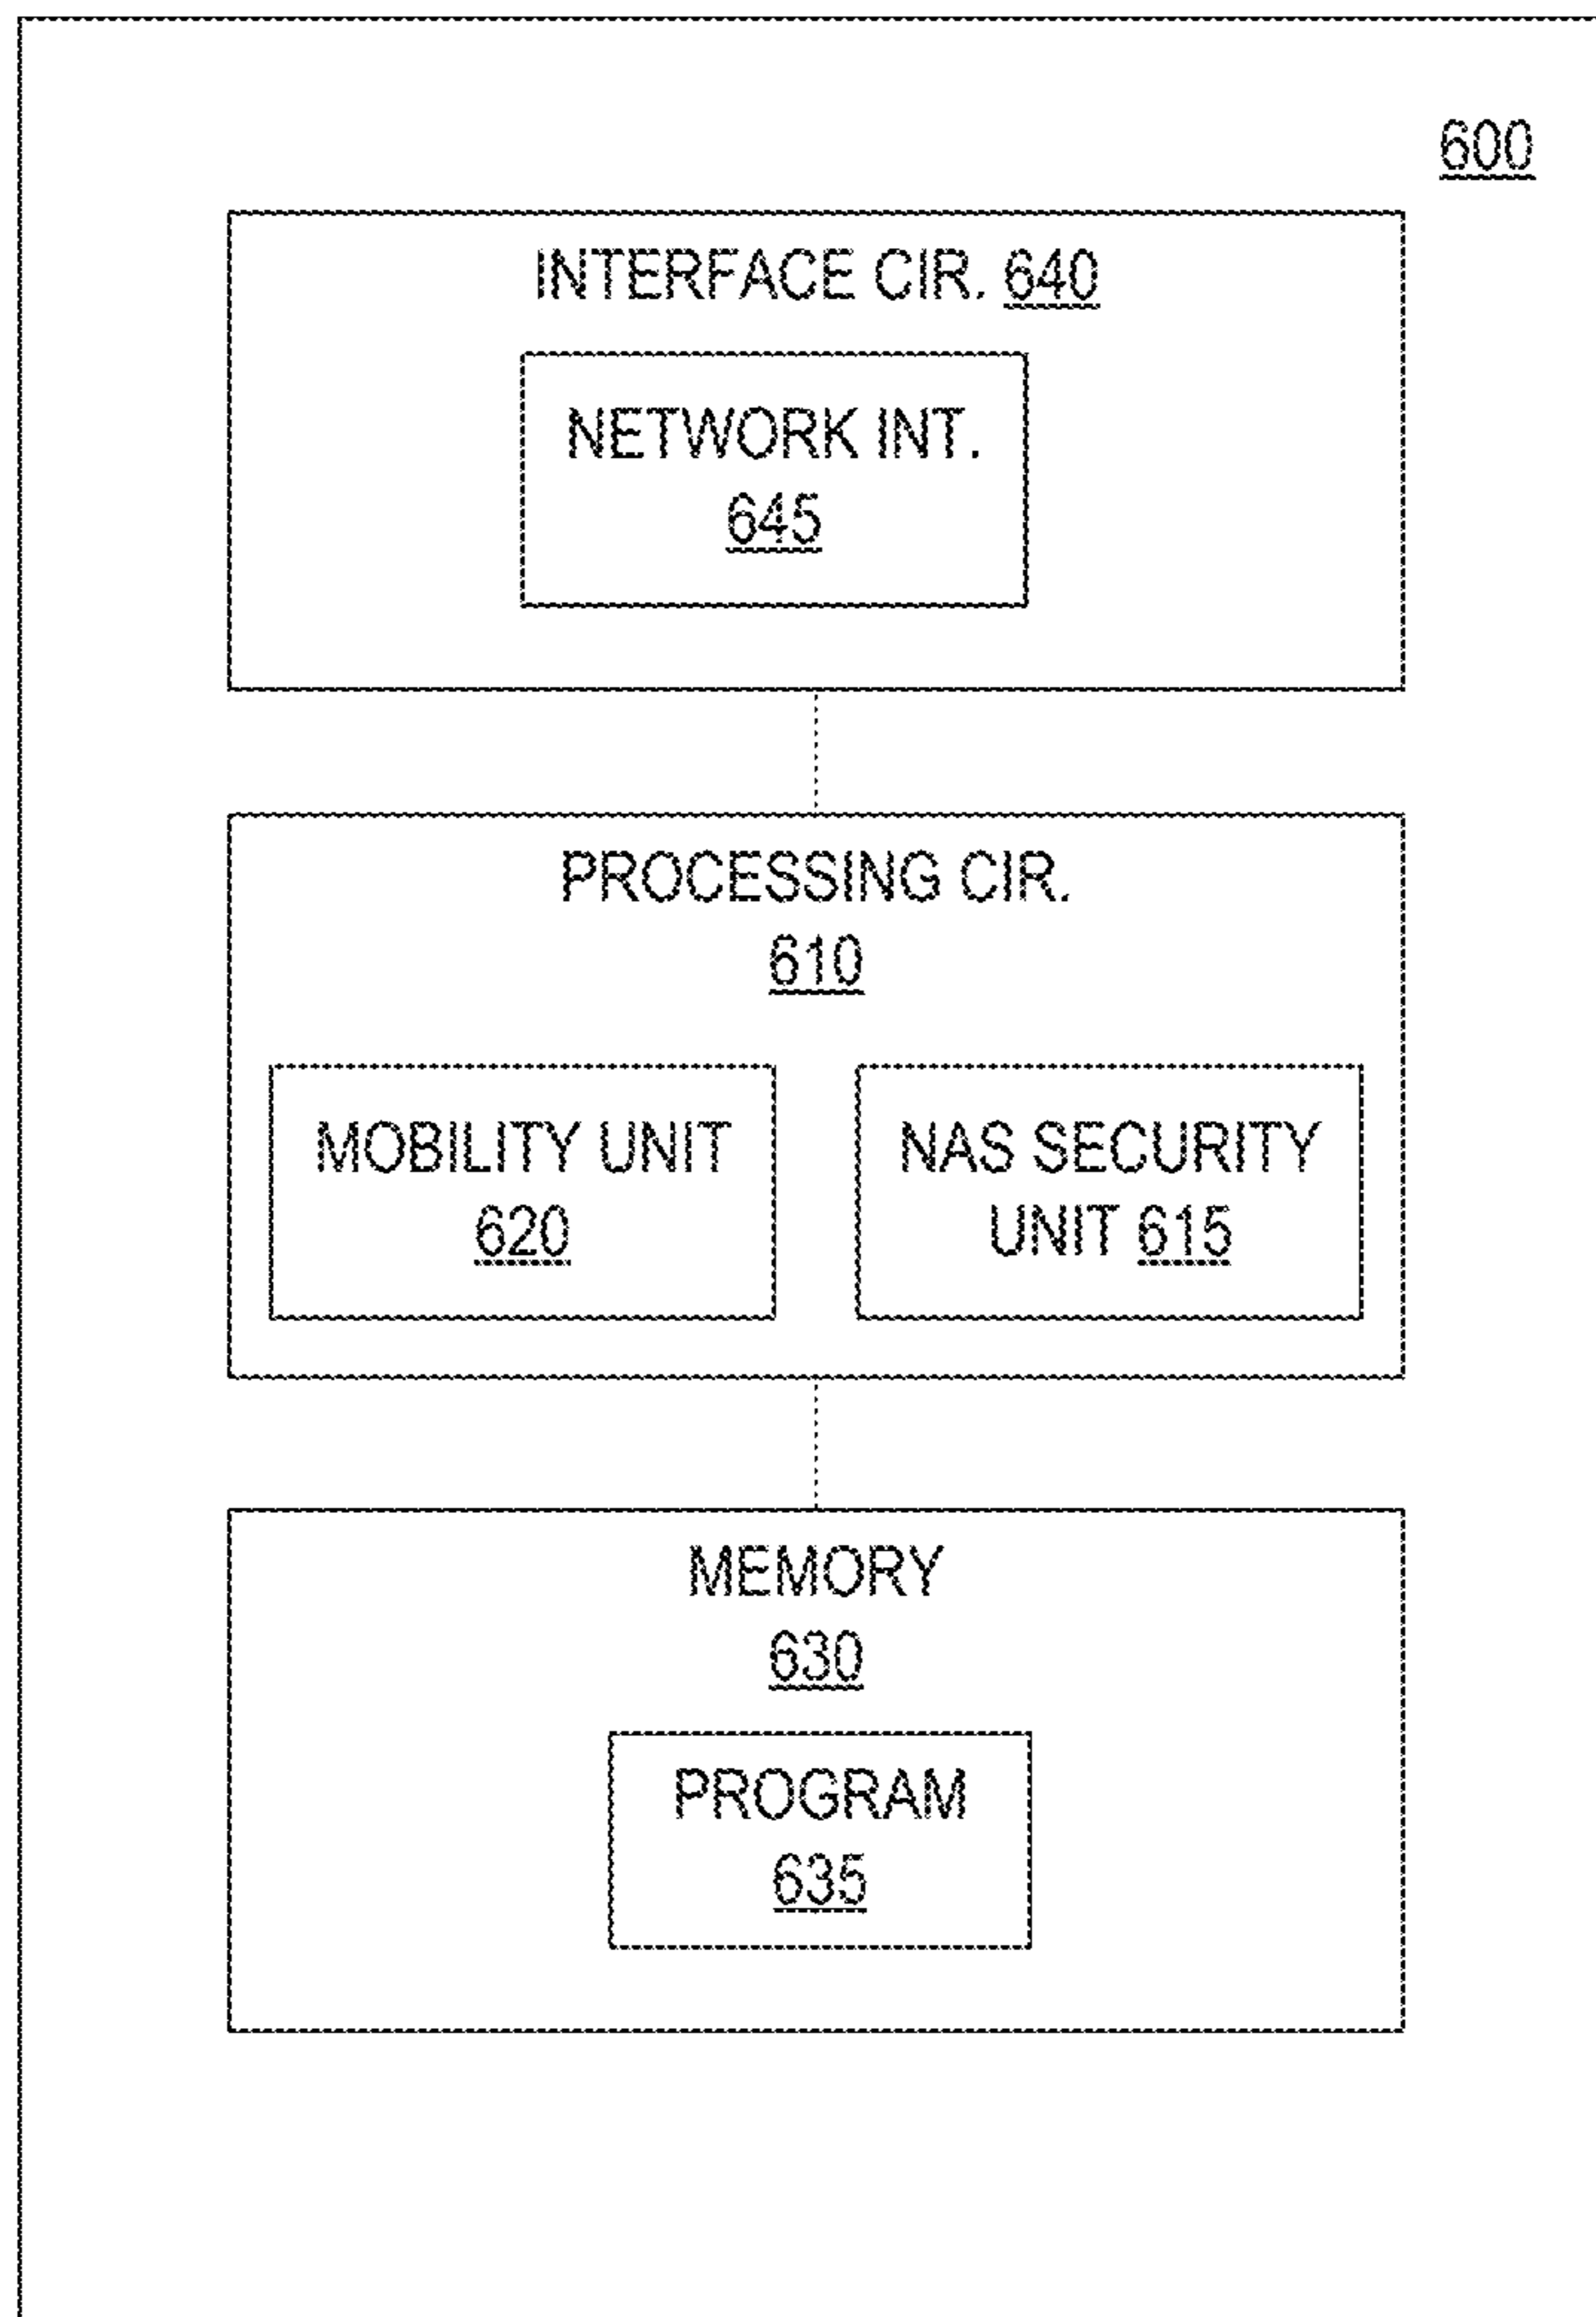 600
INTERFACE CIR. 640
NETWORK INT.
645
PROCESSING CIR.
610
MOBILITY UNIT
620
NAS SECURITY
UNIT 615
MEMORY
630
PROGRAM
635